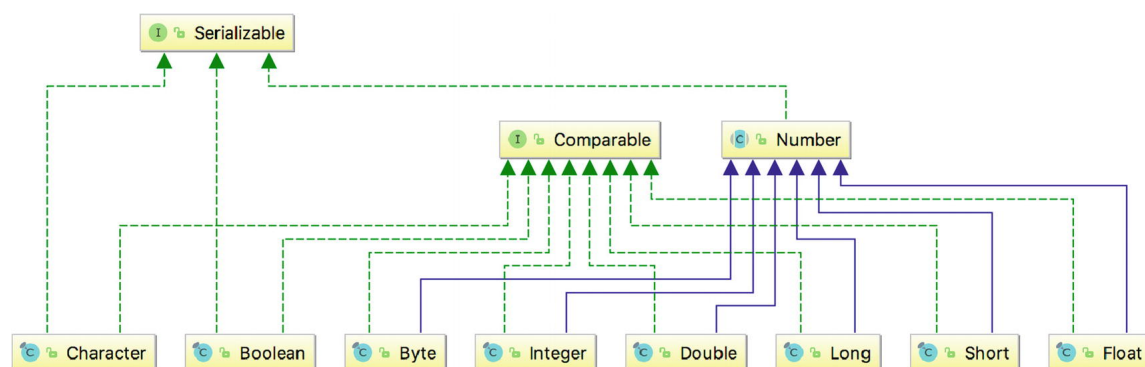 I Serializable
I Comparable
C Number
C Character
C Boolean
C Byte
C Integer
C Double
C Long
C Short
C Float